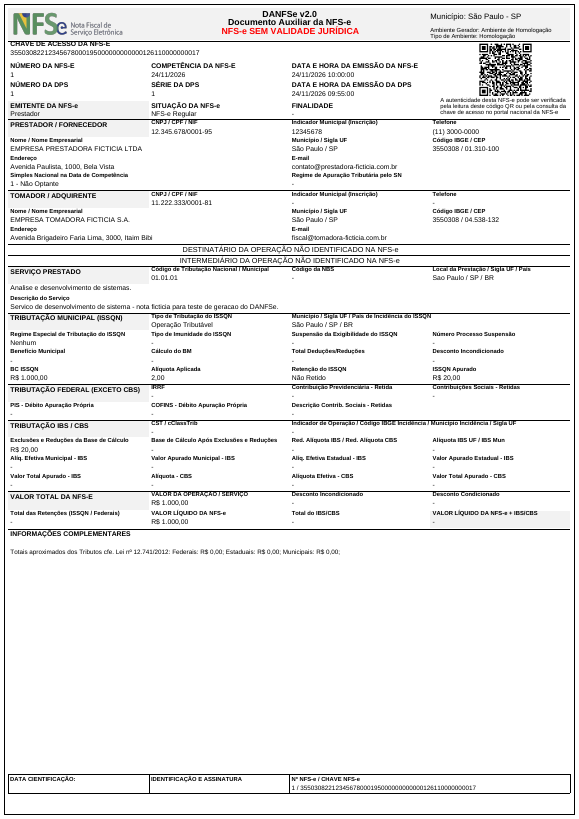 NFSe Nota Fiscal de Serviço Eletrônica
DANFSe v2.0
Documento Auxiliar da NFS-e
NFS-e SEM VALIDADE JURÍDICA
Município: São Paulo - SP
Ambiente Gerador: Ambiente de Homologação
Tipo de Ambiente: Homologação
CHAVE DE ACESSO DA NFS-E
NÚMERO DA NFS-E COMPETÊNCIA DA NFS-E DATA E HORA DA EMISSÃO DA NFS-E
1 24/11/2026 24/11/2026 10:00:00
NÚMERO DA DPS SÉRIE DA DPS DATA E HORA DA EMISSÃO DA DPS
1 1 24/11/2026 09:55:00
A autenticidade desta NFS-e pode ser verificada
pela leitura deste código QR ou pela consulta da
chave de acesso no portal nacional da NFS-e
EMITENTE DA NFS-e SITUAÇÃO DA NFS-e FINALIDADE
Prestador NFS-e Regular -
PRESTADOR / FORNECEDOR CNPJ / CPF / NIF Indicador Municipal (Inscrição) Telefone
12.345.678/0001-95 12345678 (11) 3000-0000
Nome / Nome Empresarial Município / Sigla UF Código IBGE / CEP
EMPRESA PRESTADORA FICTICIA LTDA São Paulo / SP 3550308 / 01.310-100
Endereço E-mail
Avenida Paulista, 1000, Bela Vista contato@prestadora-ficticia.com.br
Simples Nacional na Data de Competência Regime de Apuração Tributária pelo SN
1 - Não Optante -
TOMADOR / ADQUIRENTE CNPJ / CPF / NIF Indicador Municipal (Inscrição) Telefone
11.222.333/0001-81 - -
Nome / Nome Empresarial Município / Sigla UF Código IBGE / CEP
EMPRESA TOMADORA FICTICIA S.A. São Paulo / SP 3550308 / 04.538-132
Endereço E-mail
Avenida Brigadeiro Faria Lima, 3000, Itaim Bibi fiscal@tomadora-ficticia.com.br
DESTINATÁRIO DA OPERAÇÃO NÃO IDENTIFICADO NA NFS-e
INTERMEDIÁRIO DA OPERAÇÃO NÃO IDENTIFICADO NA NFS-e
SERVIÇO PRESTADO Código de Tributação Nacional / Municipal Código da NBS Local da Prestação / Sigla UF / País
01.01.01 - Sao Paulo / SP / BR
Analise e desenvolvimento de sistemas.
Descrição do Serviço
Servico de desenvolvimento de sistema - nota ficticia para teste de geracao do DANFSe.
TRIBUTAÇÃO MUNICIPAL (ISSQN) Tipo de Tributação do ISSQN Município / Sigla UF / País de Incidência do ISSQN
Operação Tributável São Paulo / SP / BR
Regime Especial de Tributação do ISSQN Tipo de Imunidade do ISSQN Suspensão da Exigibilidade do ISSQN Número Processo Suspensão
Nenhum - - -
Benefício Municipal Cálculo do BM Total Deduções/Reduções Desconto Incondicionado
- - - -
BC ISSQN Alíquota Aplicada Retenção do ISSQN ISSQN Apurado
R$ 1.000,00 2,00 Não Retido R$ 20,00
TRIBUTAÇÃO FEDERAL (EXCETO CBS) IRRF Contribuição Previdenciária - Retida Contribuições Sociais - Retidas
- - -
PIS - Débito Apuração Própria COFINS - Débito Apuração Própria Descrição Contrib. Sociais - Retidas
- - -
TRIBUTAÇÃO IBS / CBS CST / cClassTrib Indicador de Operação / Código IBGE Incidência / Município Incidência / Sigla UF
- -
Exclusões e Reduções da Base de Cálculo Base de Cálculo Após Exclusões e Reduções Red. Alíquota IBS / Red. Alíquota CBS Alíquota IBS UF / IBS Mun
R$ 20,00 - - -
Alíq. Efetiva Municipal - IBS Valor Apurado Municipal - IBS Alíq. Efetiva Estadual - IBS Valor Apurado Estadual - IBS
- - - -
Valor Total Apurado - IBS Alíquota - CBS Alíquota Efetiva - CBS Valor Total Apurado - CBS
- - - -
VALOR TOTAL DA NFS-E VALOR DA OPERAÇÃO / SERVIÇO Desconto Incondicionado Desconto Condicionado
R$ 1.000,00 - -
Total das Retenções (ISSQN / Federais) VALOR LÍQUIDO DA NFS-e Total do IBS/CBS VALOR LÍQUIDO DA NFS-e + IBS/CBS
- R$ 1.000,00 - -
INFORMAÇÕES COMPLEMENTARES
Totais aproximados dos Tributos cfe. Lei nº 12.741/2012: Federais: R$ 0,00; Estaduais: R$ 0,00; Municipais: R$ 0,00;
DATA CIENTIFICAÇÃO: IDENTIFICAÇÃO E ASSINATURA Nº NFS-e / CHAVE NFS-e